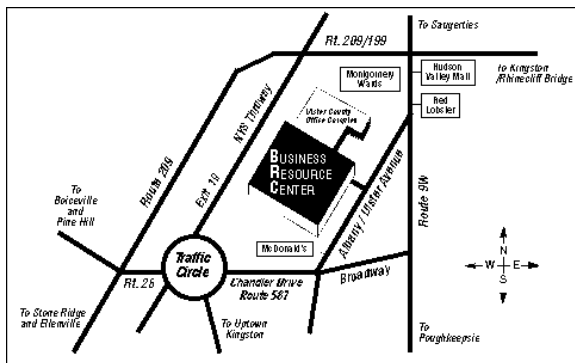 To Saugerties
Rt. 209/199
Montgomery
Wards
Hudson
Valley Mall
To Kingston
/Rhinecliff Bridge
Red
Lobster
NYS Thruway
Ulster County
Office Complex
BUSINESS
RESOURCE
CENTER
Route 209
Exit 19
Albany / Ulster Avenue
Route 9W
To
Boiceville
and
Pine Hill
McDonald's
Traffic
Circle
N
W E
S
Rt. 28
Chandler Drive
Route 587
Broadway
To Stone Ridge
and Ellenville
To Uptown
Kingston
To
Poughkeepsie